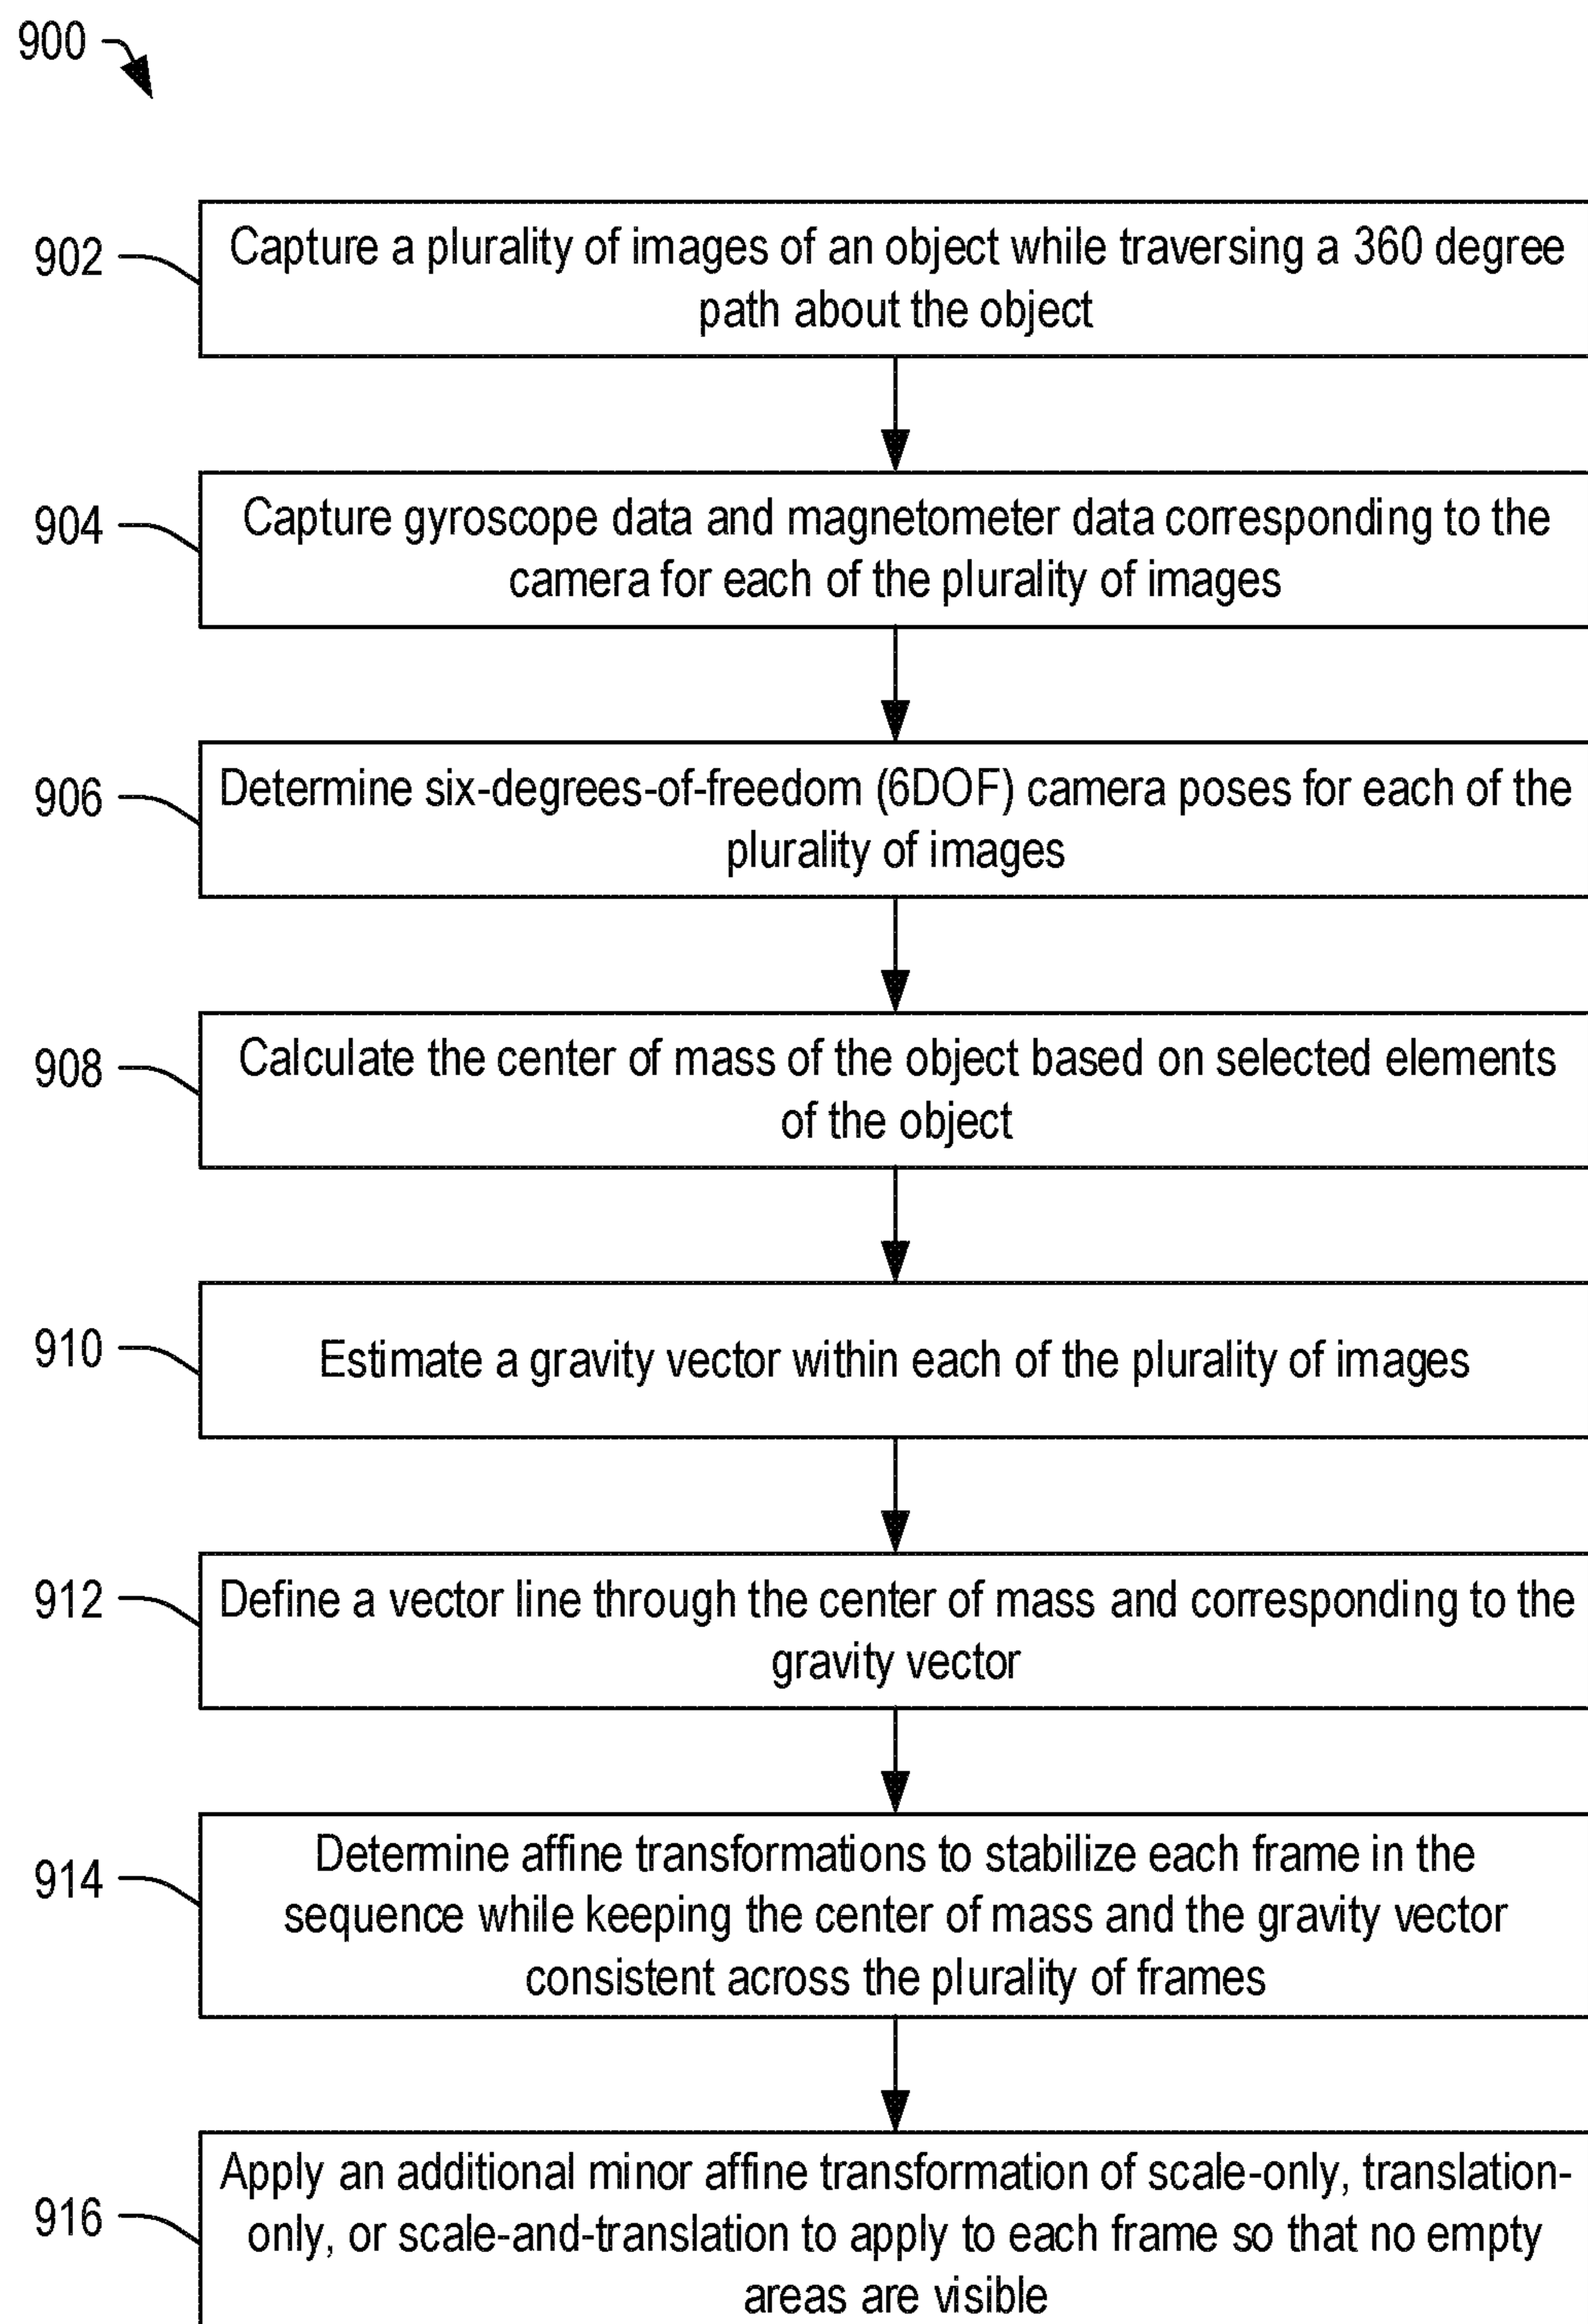 900
902
Capture a plurality of images of an object while traversing a 360 degree
path about the object
904
Capture gyroscope data and magnetometer data corresponding to the
camera for each of the plurality of images
906
Determine six-degrees-of-freedom (6DOF) camera poses for each of the
plurality of images
908
Calculate the center of mass of the object based on selected elements
of the object
910
Estimate a gravity vector within each of the plurality of images
912
Define a vector line through the center of mass and corresponding to the
gravity vector
914
Determine affine transformations to stabilize each frame in the
sequence while keeping the center of mass and the gravity vector
consistent across the plurality of frames
916
Apply an additional minor affine transformation of scale-only, translation-
only, or scale-and-translation to apply to each frame so that no empty
areas are visible